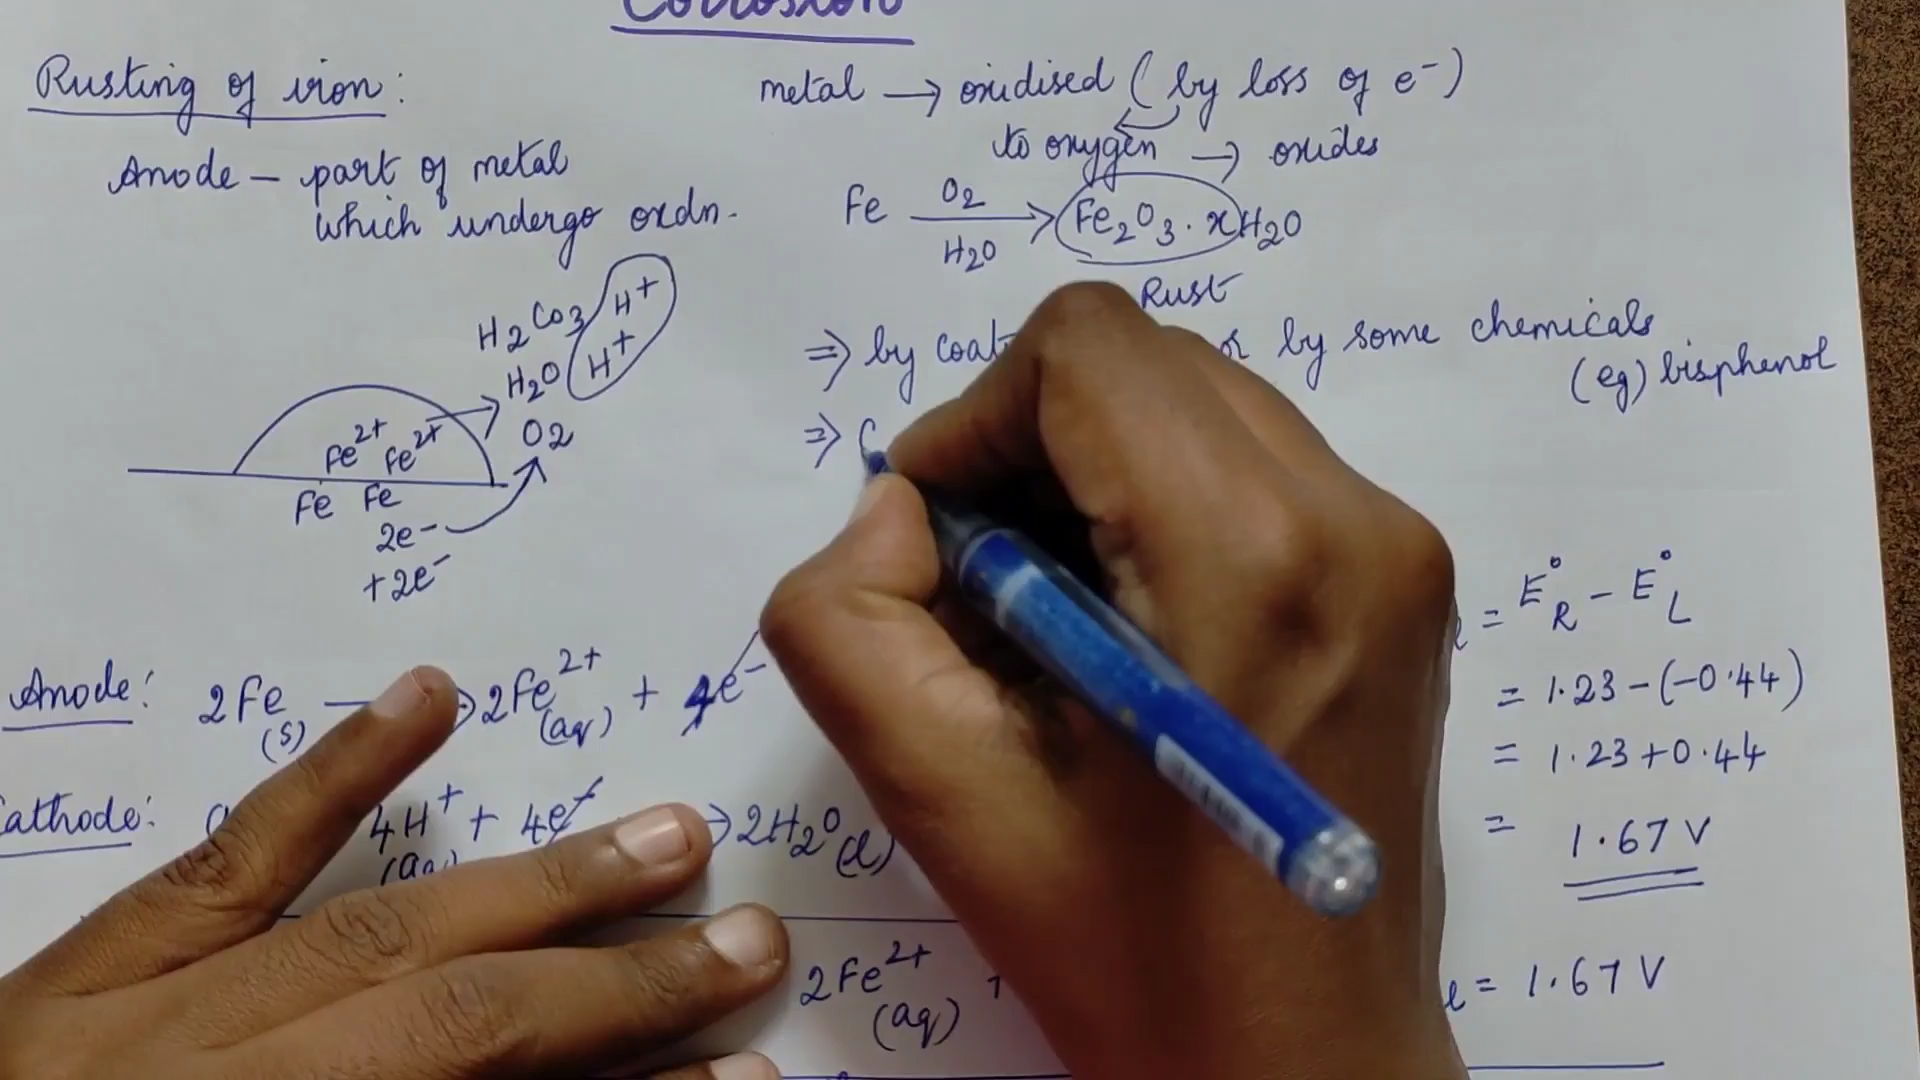 Corrosion
Rusting of iron:
Anode - part of metal
which undergo oxdn.
metal → oxidised (by loss of e⁻)
to oxygen → oxides
Fe O2 H2O → Fe2O3·xH2O
Rust
H2CO3 H+
H2O H+
O2
Fe2+ Fe2+
Fe Fe
2e-
+2e-
⇒ by or by some chemicals
(eg) bisphenol
⇒
= E°R - E°L
= 1.23-(-0.44)
= 1.23+0.44
= 1.67 V
Anode: 2Fe(s) → 2Fe2+(aq) + 4e-
Cathode: 4H+(aq) + 4e- → 2H2O(l)
2Fe2+(aq) +
= 1.67 V